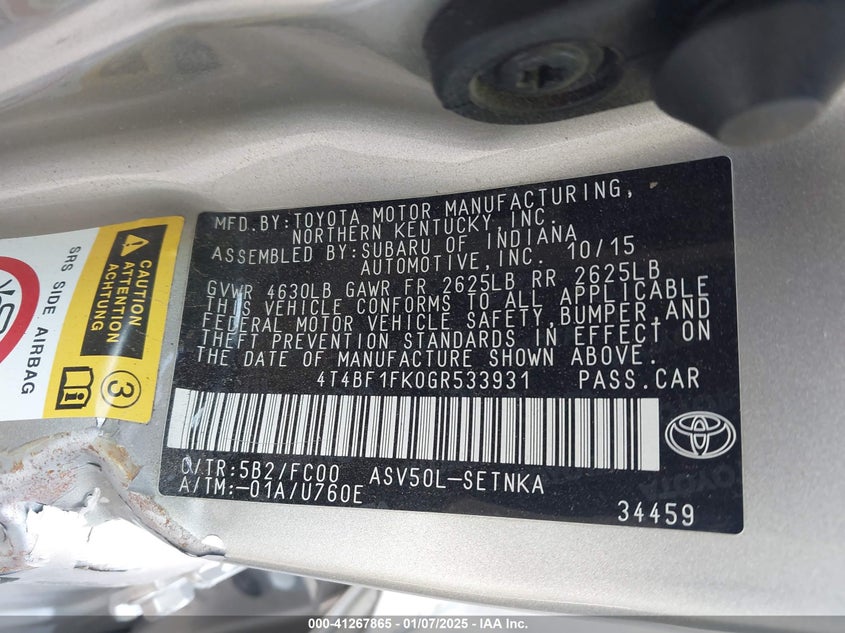 MFD.BY:TOYOTA MOTOR MANUFACTURING,
NORTHERN KENTUCKY, INC.
ASSEMBLED BY:SUBARU OF INDIANA
AUTOMOTIVE, INC. 10/15
GVWR 4630LB GAWR FR 2625LB RR 2625LB
THIS VEHICLE CONFORMS TO ALL APPLICABLE
FEDERAL MOTOR VEHICLE SAFETY, BUMPER, AND
THEFT PREVENTION STANDARDS IN EFFECT ON
THE DATE OF MANUFACTURE SHOWN ABOVE.
4T4BF1FK0GR533931 PASS.CAR
C/TR:5B2/FC00 ASV50L-SETNKA
A/TM:-01A/U760E
34459
CAUTION
ATTENTION
ACHTUNG
SRS SIDE AIRBAG
3
000-41267865 - 01/07/2025 - IAA Inc.